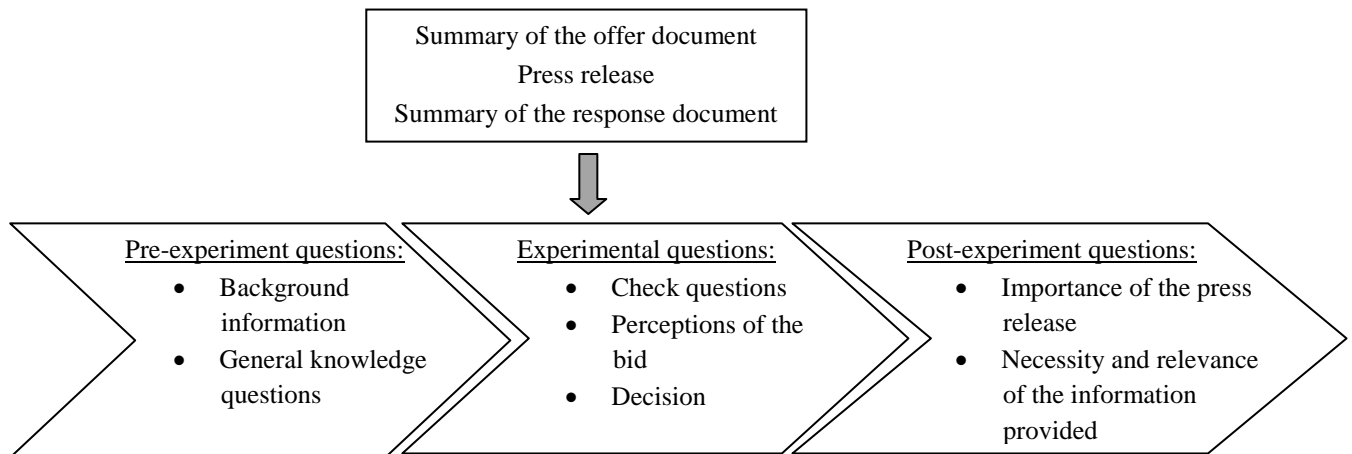 Summary of the offer document
Press release
Summary of the response document
Pre-experiment questions:
• Background
information
• General knowledge
questions
Experimental questions:
• Check questions
• Perceptions of the
bid
• Decision
Post-experiment questions:
• Importance of the press
release
• Necessity and relevance
of the information
provided